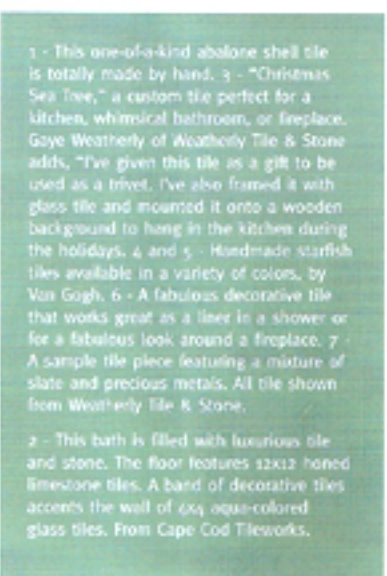 1 - This one-of-a-kind abalone shell tile
is totally made by hand. 3 - "Christmas
Sea Tree," a custom tile perfect for a
kitchen, whimsical bathroom, or fireplace.
Gaye Weatherly of Weatherly Tile & Stone
adds, "I've given this tile as a gift to be
used as a trivet. I've also framed it with
glass tile and mounted it onto a wooden
background to hang in the kitchen during
the holidays. 4 and 5 - Handmade starfish
tiles available in a variety of colors, by
Van Gogh. 6 - A fabulous decorative tile
that works great as a liner in a shower or
for a fabulous look around a fireplace. 7 -
A sample tile piece featuring a mixture of
slate and precious metals. All tile shown
from Weatherly Tile & Stone.
2 - This bath is filled with luxurious tile
and stone. The floor features 12x12 honed
limestone tiles. A band of decorative tiles
accents the wall of 4x4 aqua-colored
glass tiles. From Cape Cod Tileworks.